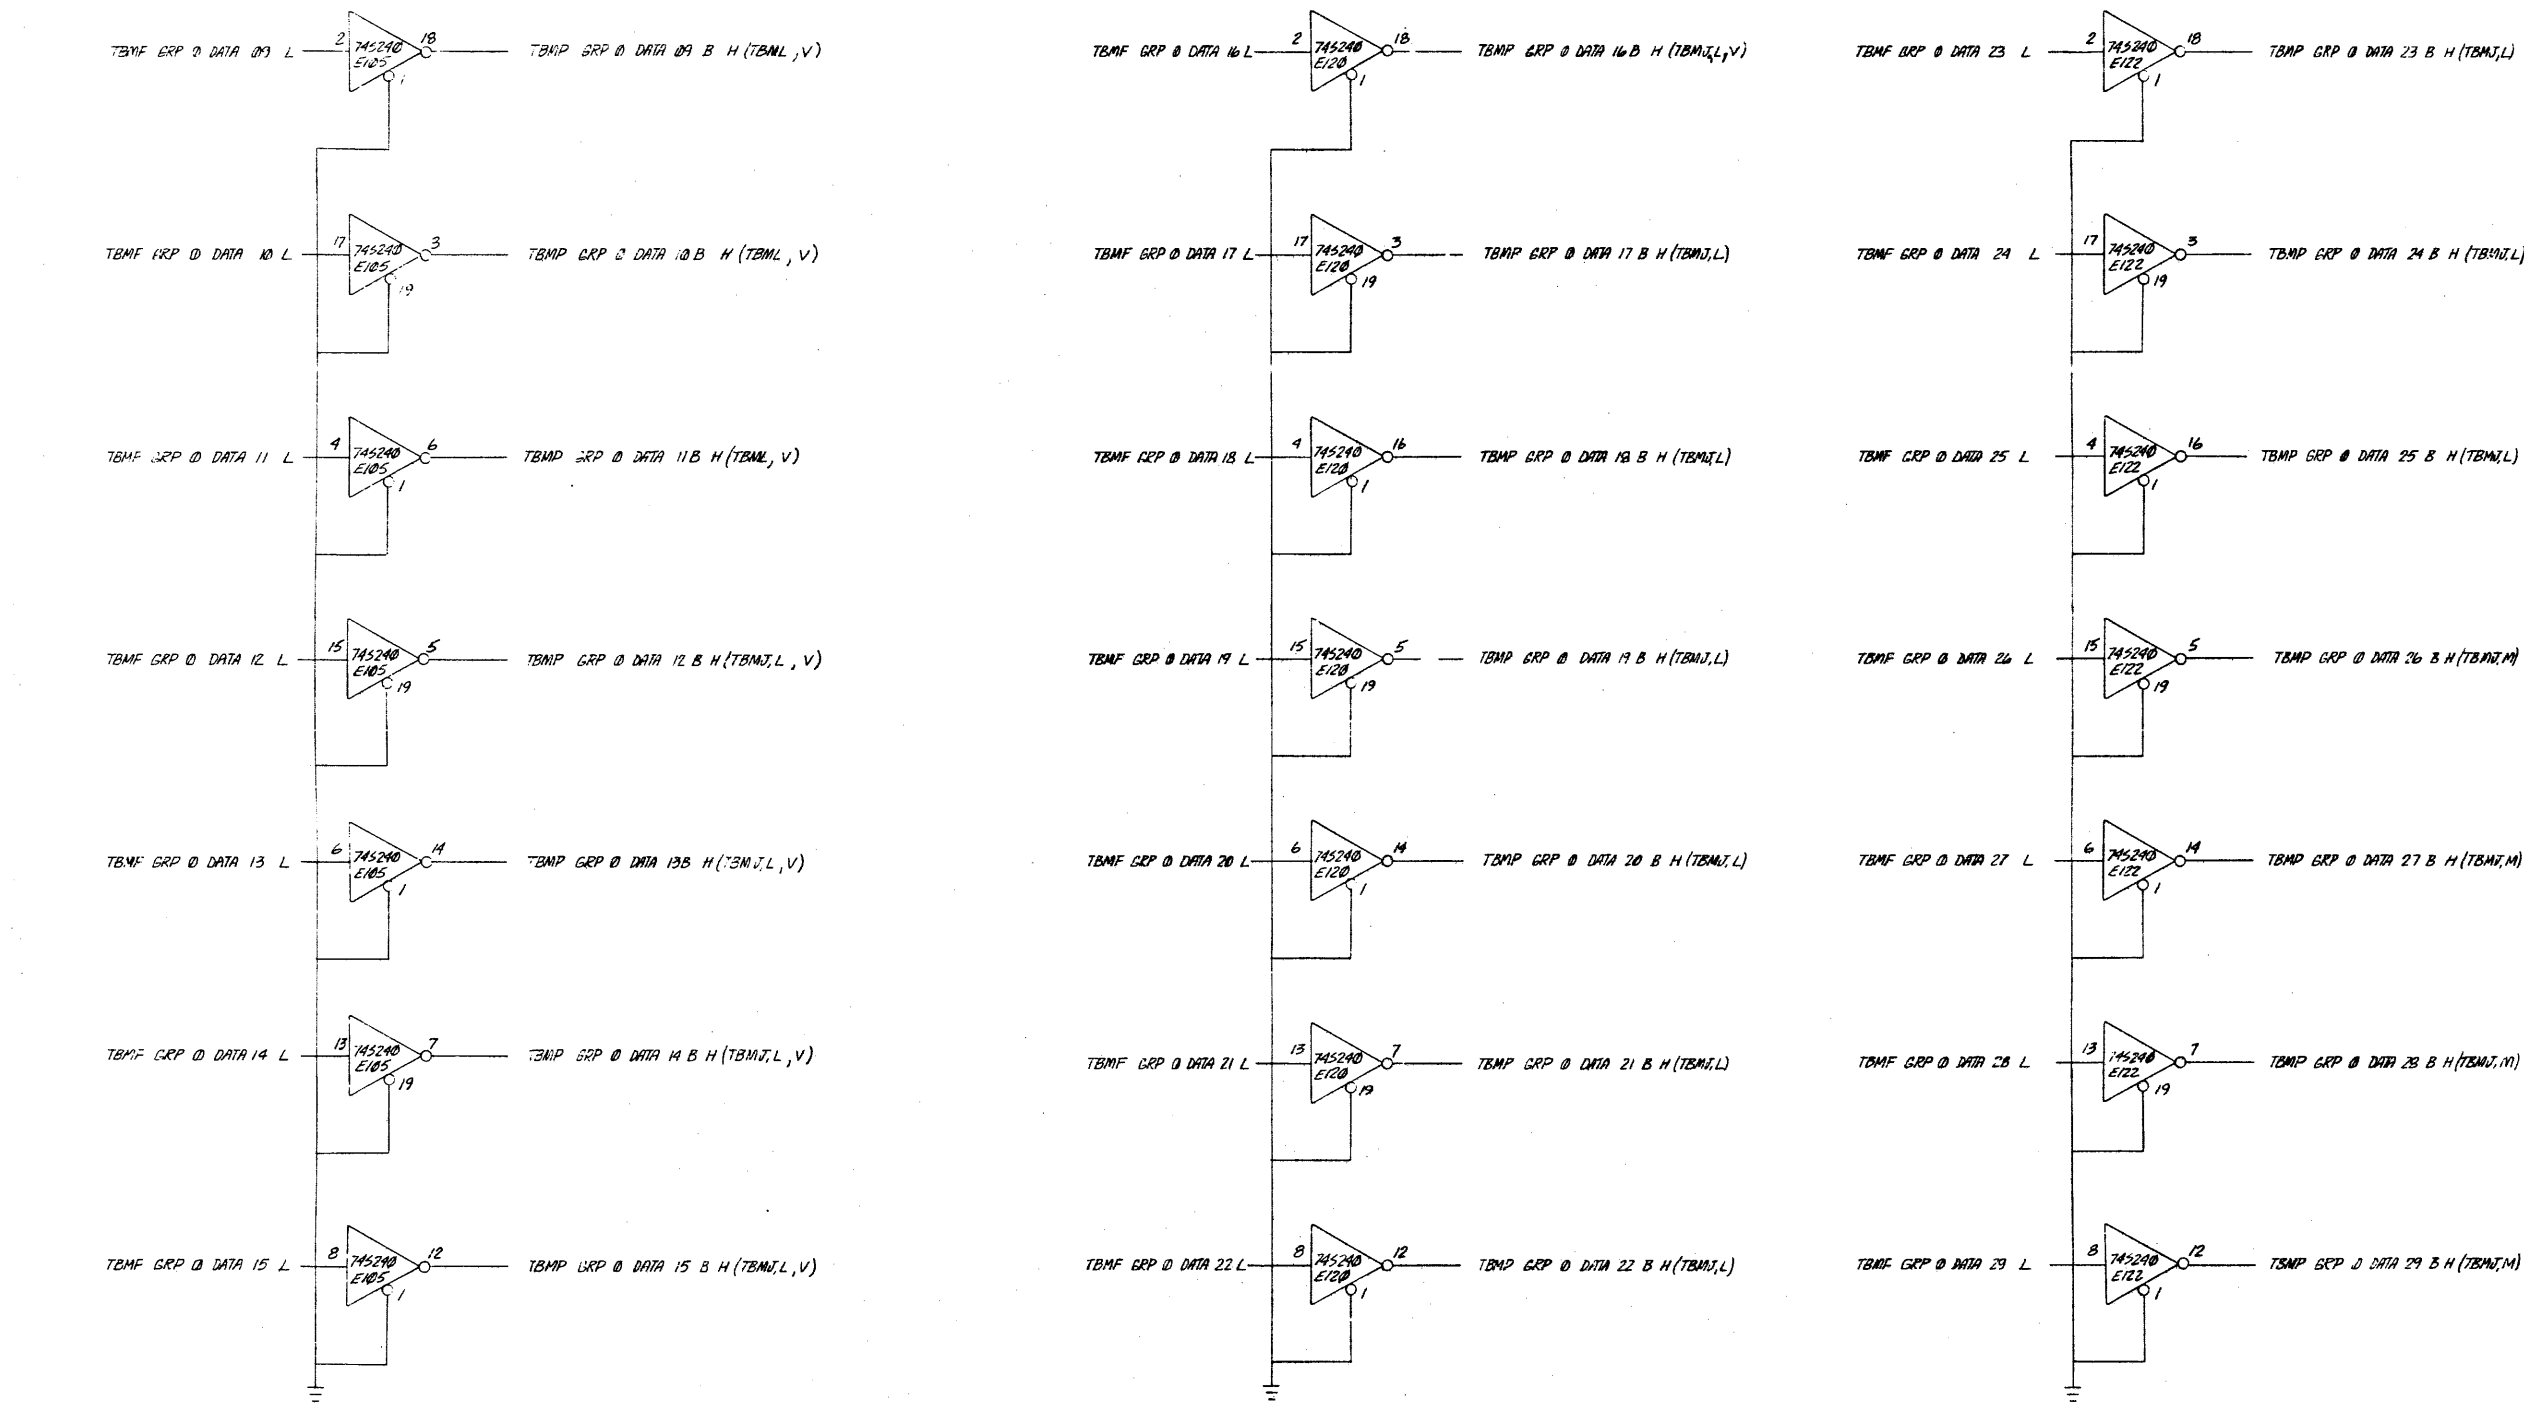 TBMF GRP 0 DATA 09 L 2 74S240 E105 18 1 TBMP GRP 0 DATA 09 B H (TBML, V)
TBMF GRP 0 DATA 10 L 17 74S240 E105 3 19 TBMP GRP 0 DATA 10 B H (TBML, V)
TBMF GRP 0 DATA 11 L 4 74S240 E105 6 1 TBMP GRP 0 DATA 11 B H (TBML, V)
TBMF GRP 0 DATA 12 L 15 74S240 E105 5 19 TBMP GRP 0 DATA 12 B H (TBMJ, L, V)
TBMF GRP 0 DATA 13 L 6 74S240 E105 14 1 TBMP GRP 0 DATA 13B H (TBMJ, L, V)
TBMF GRP 0 DATA 14 L 13 74S240 E105 7 19 TBMP GRP 0 DATA 14 B H (TBMJ, L, V)
TBMF GRP 0 DATA 15 L 8 74S240 E105 12 1 TBMP GRP 0 DATA 15 B H (TBMJ, L, V)
TBMF GRP 0 DATA 16 L 2 74S240 E120 18 1 TBMP GRP 0 DATA 16 B H (TBMJ, L, V)
TBMF GRP 0 DATA 17 L 17 74S240 E120 3 19 TBMP GRP 0 DATA 17 B H (TBMJ, L)
TBMF GRP 0 DATA 18 L 4 74S240 E120 16 1 TBMP GRP 0 DATA 18 B H (TBMJ, L)
TBMF GRP 0 DATA 19 L 15 74S240 E120 5 19 TBMP GRP 0 DATA 19 B H (TBMJ, L)
TBMF GRP 0 DATA 20 L 6 74S240 E120 14 1 TBMP GRP 0 DATA 20 B H (TBMJ, L)
TBMF GRP 0 DATA 21 L 13 74S240 E120 7 19 TBMP GRP 0 DATA 21 B H (TBMJ, L)
TBMF GRP 0 DATA 22 L 8 74S240 E120 12 1 TBMP GRP 0 DATA 22 B H (TBMJ, L)
TBMF GRP 0 DATA 23 L 2 74S240 E122 18 1 TBMP GRP 0 DATA 23 B H (TBMJ, L)
TBMF GRP 0 DATA 24 L 17 74S240 E122 3 19 TBMP GRP 0 DATA 24 B H (TBMJ, L)
TBMF GRP 0 DATA 25 L 4 74S240 E122 16 1 TBMP GRP 0 DATA 25 B H (TBMJ, L)
TBMF GRP 0 DATA 26 L 15 74S240 E122 5 19 TBMP GRP 0 DATA 26 B H (TBMJ, M)
TBMF GRP 0 DATA 27 L 6 74S240 E122 14 1 TBMP GRP 0 DATA 27 B H (TBMJ, M)
TBMF GRP 0 DATA 28 L 13 74S240 E122 7 19 TBMP GRP 0 DATA 28 B H (TBMJ, M)
TBMF GRP 0 DATA 29 L 8 74S240 E122 12 1 TBMP GRP 0 DATA 29 B H (TBMJ, M)